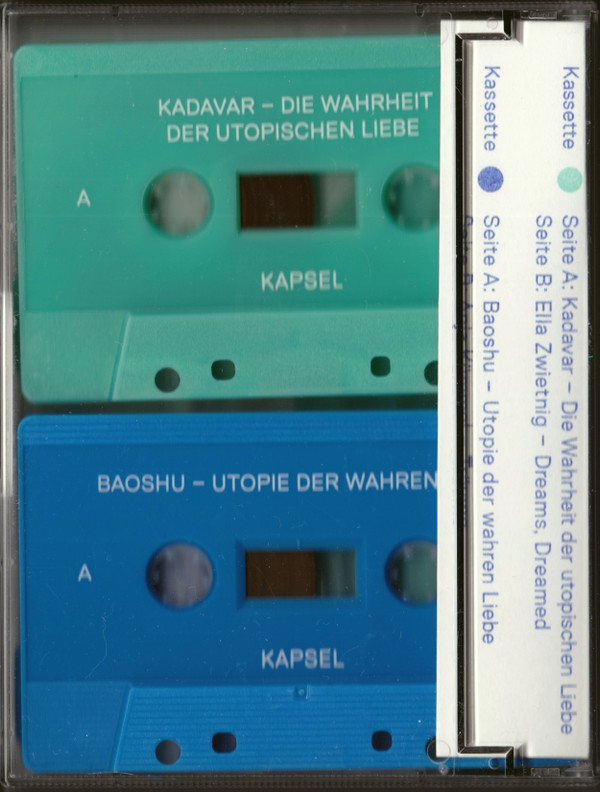 KADAVAR – DIE WAHRHEIT
DER UTOPISCHEN LIEBE
A
KAPSEL
BAOSHU – UTOPIE DER WAHREN
A
KAPSEL
Kassette
Seite A: Kadavar – Die Wahrheit der utopischen Liebe
Seite B: Ella Zwietnig – Dreams, Dreamed
Kassette
Seite A: Baoshu – Utopie der wahren Liebe
Seite B: